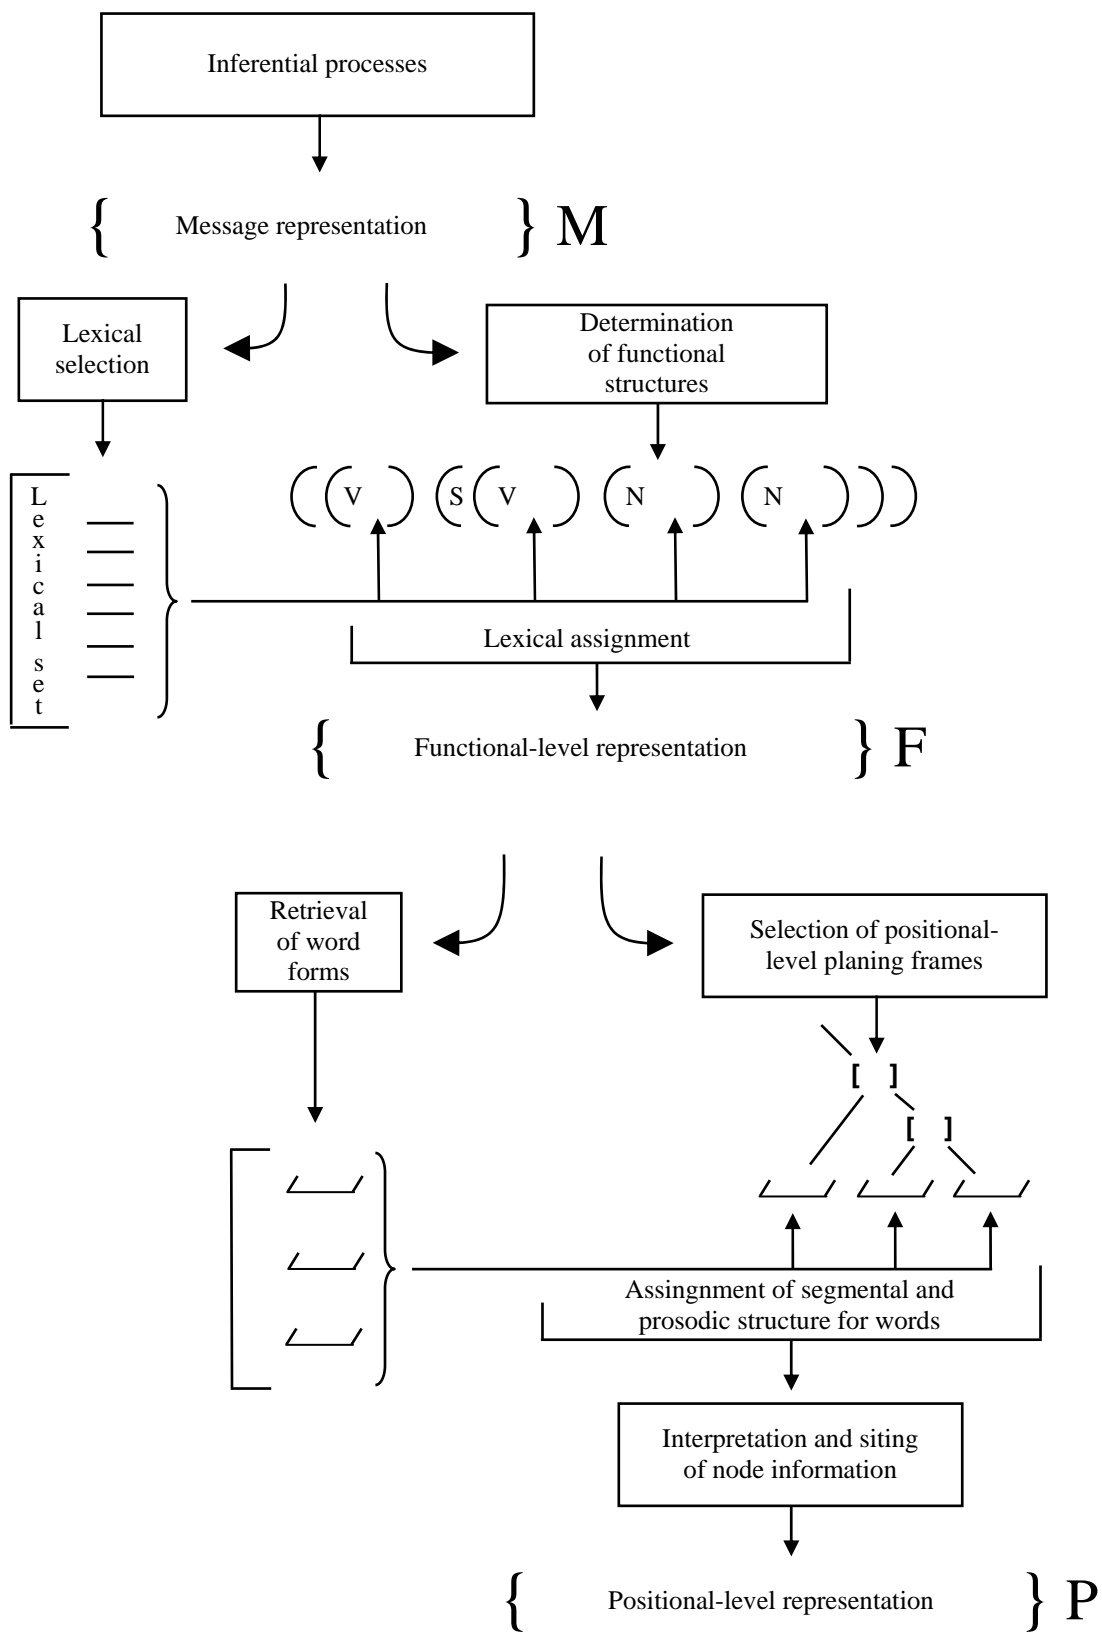 Inferential processes
{ Message representation } M
Lexical
selection
Determination
of functional
structures
Lexical set
( ( V ) ( S ( V ) ( N ) ( N ) ) )
Lexical assignment
{ Functional-level representation } F
Retrieval
of word
forms
Selection of positional-
level planing frames
[ ]
[ ]
Assingnment of segmental and
prosodic structure for words
Interpretation and siting
of node information
{ Positional-level representation } P